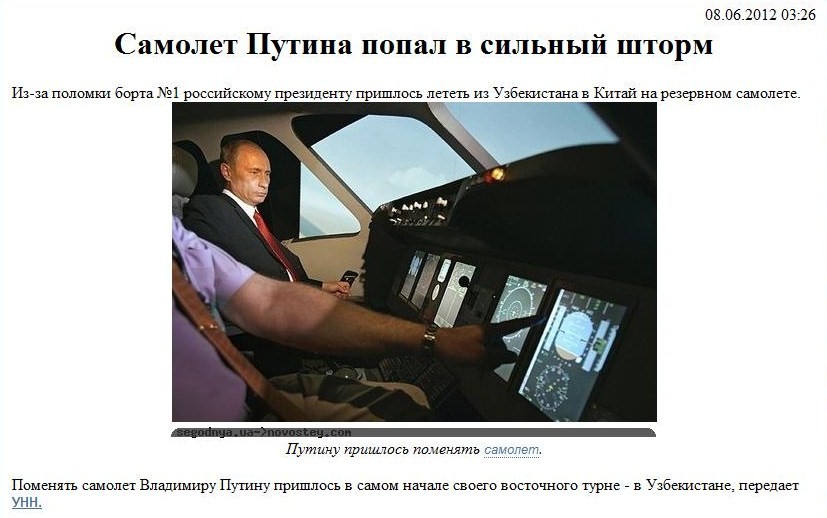 08.06.2012 03:26
Самолет Путина попал в сильный шторм
Из-за поломки борта №1 российскому президенту пришлось лететь из Узбекистана в Китай на резервном самолете.
segodnya.ua->novostey.com
Путину пришлось поменять самолет.
Поменять самолет Владимиру Путину пришлось в самом начале своего восточного турне - в Узбекистане, передает
УНН.